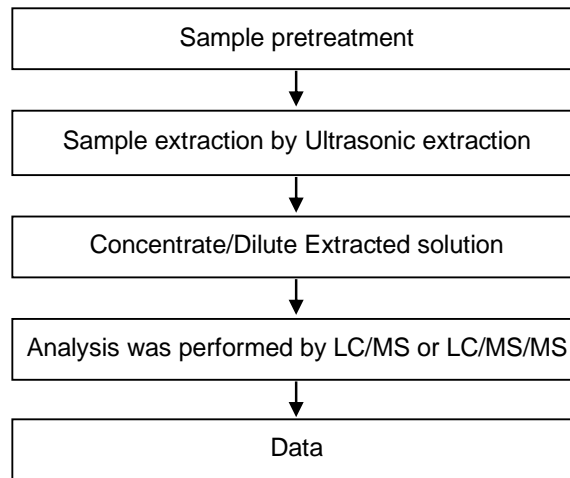 Sample pretreatment
Sample extraction by Ultrasonic extraction
Concentrate/Dilute Extracted solution
Analysis was performed by LC/MS or LC/MS/MS
Data